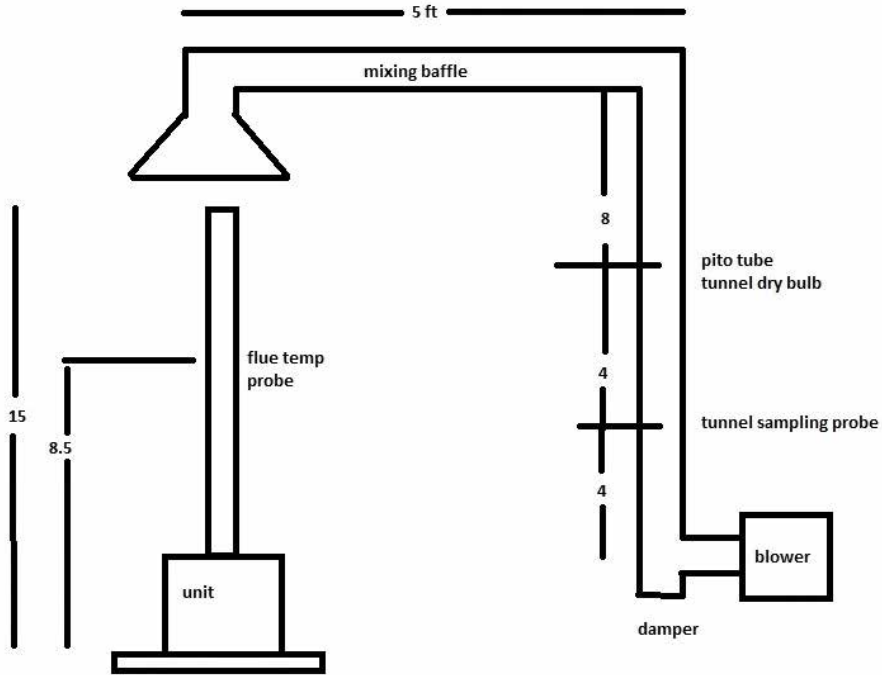 5 ft
mixing baffle
8
pito tube
tunnel dry bulb
flue temp
probe
4
15
8.5
tunnel sampling probe
4
unit
blower
damper